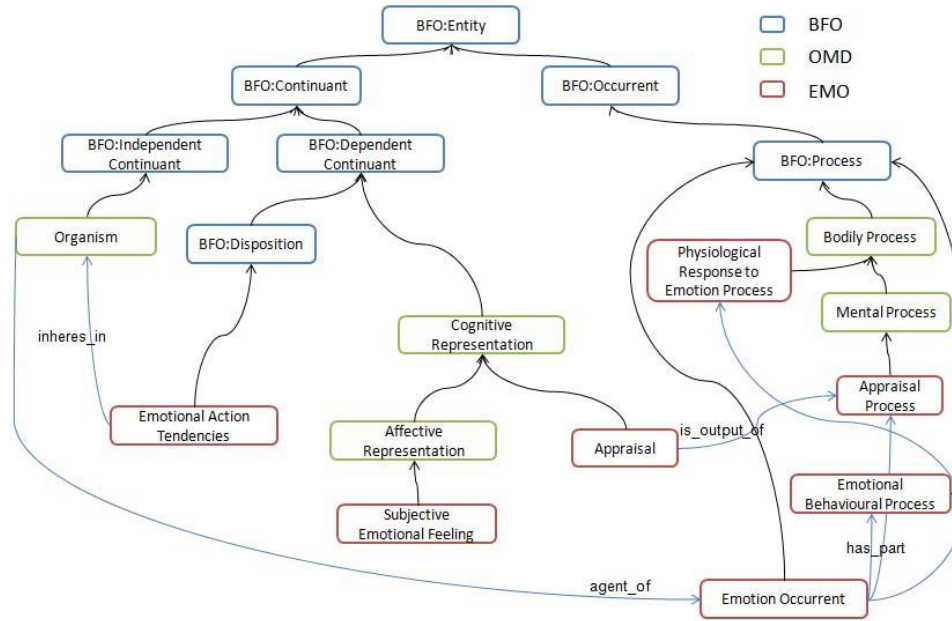 BFO:Entity
BFO
OMD
EMO
BFO:Continuant
BFO:Occurrent
BFO:Independent
Continuant
BFO:Dependent
Continuant
BFO:Process
Organism
BFO:Disposition
Physiological
Response to
Emotion Process
Bodily Process
Mental Process
inheres_in
Cognitive
Representation
Appraisal
Process
Emotional Action
Tendencies
Affective
Representation
Appraisal
is_output_of
Emotional
Behavioural Process
Subjective
Emotional Feeling
has_part
agent_of
Emotion Occurrent